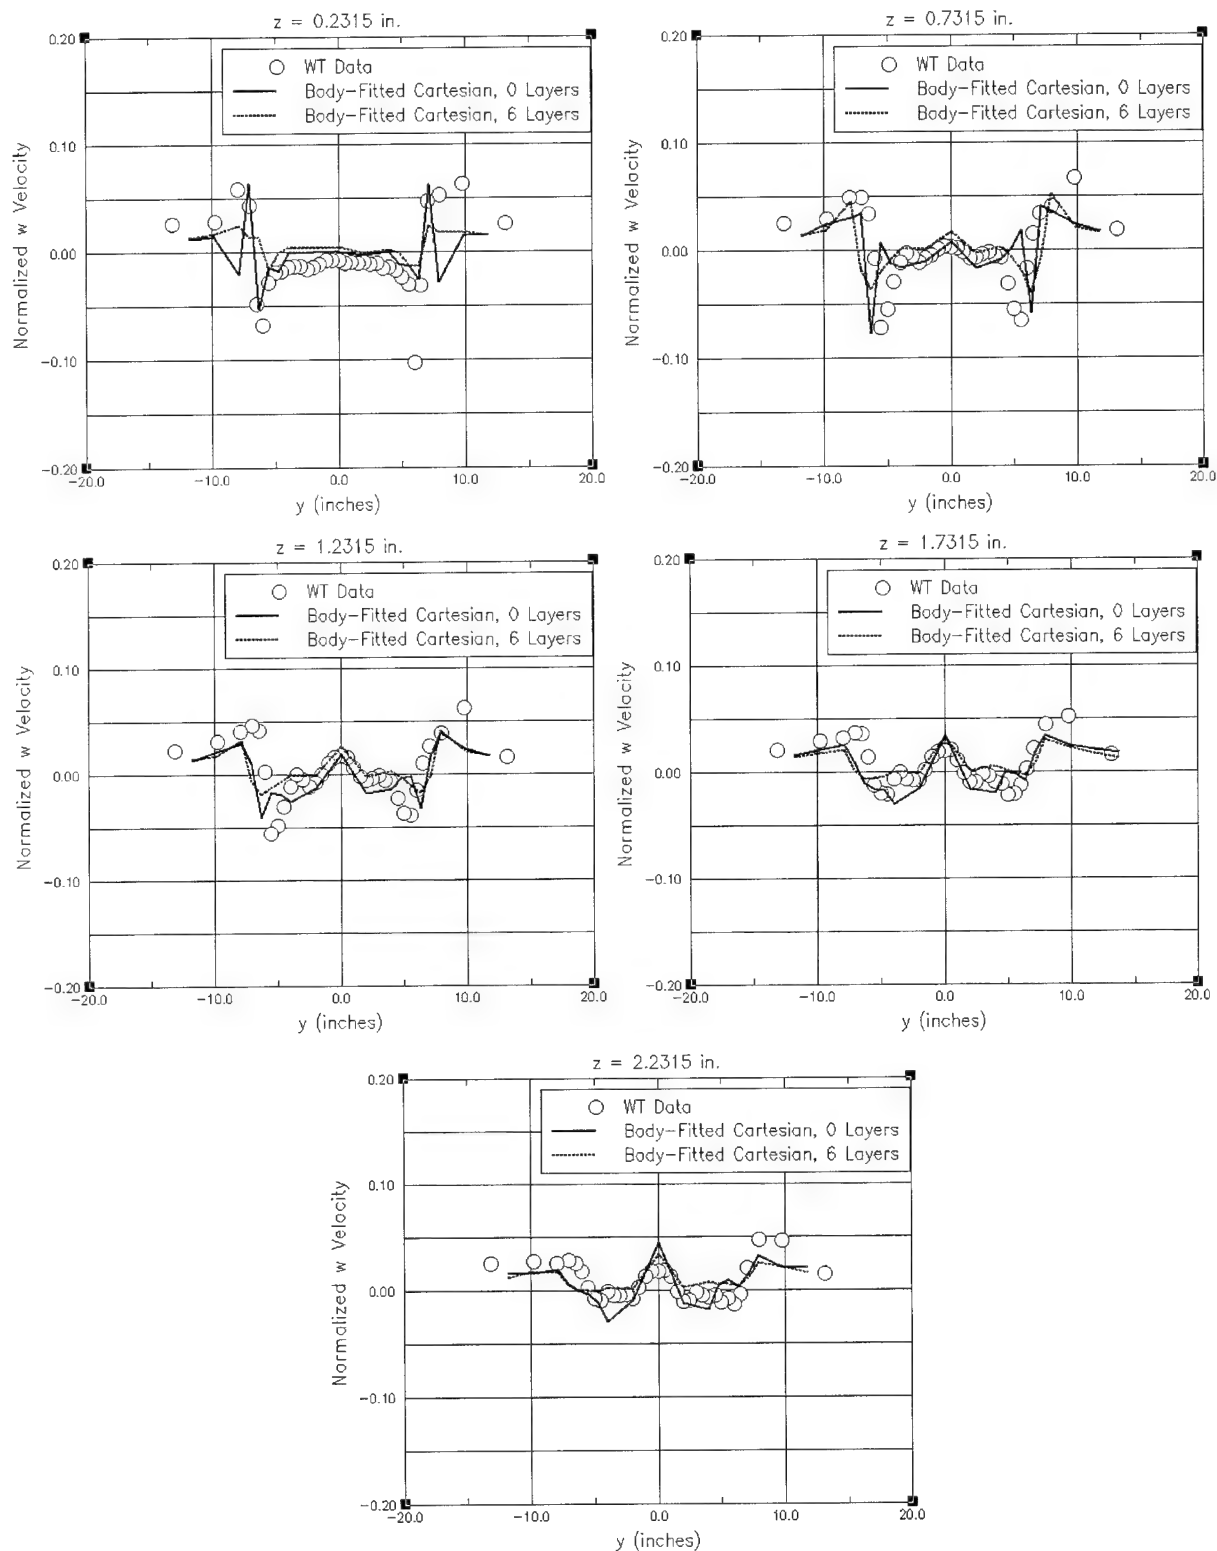 z = 0.2315 in.
0.20
WT Data
Body-Fitted Cartesian, 0 Layers
Body-Fitted Cartesian, 6 Layers
0.10
0.00
-0.10
-0.20
Normalized w Velocity
-20.0 -10.0 0.0 10.0 20.0
y (inches)
z = 0.7315 in.
0.20
WT Data
Body-Fitted Cartesian, 0 Layers
Body-Fitted Cartesian, 6 Layers
0.10
0.00
-0.10
-0.20
Normalized w Velocity
-20.0 -10.0 0.0 10.0 20.0
y (inches)
z = 1.2315 in.
0.20
WT Data
Body-Fitted Cartesian, 0 Layers
Body-Fitted Cartesian, 6 Layers
0.10
0.00
-0.10
-0.20
Normalized w Velocity
-20.0 -10.0 0.0 10.0 20.0
y (inches)
z = 1.7315 in.
0.20
WT Data
Body-Fitted Cartesian, 0 Layers
Body-Fitted Cartesian, 6 Layers
0.10
0.00
-0.10
-0.20
Normalized w Velocity
-20.0 -10.0 0.0 10.0 20.0
y (inches)
z = 2.2315 in.
0.20
WT Data
Body-Fitted Cartesian, 0 Layers
Body-Fitted Cartesian, 6 Layers
0.10
0.00
-0.10
-0.20
Normalized w Velocity
-20.0 -10.0 0.0 10.0 20.0
y (inches)